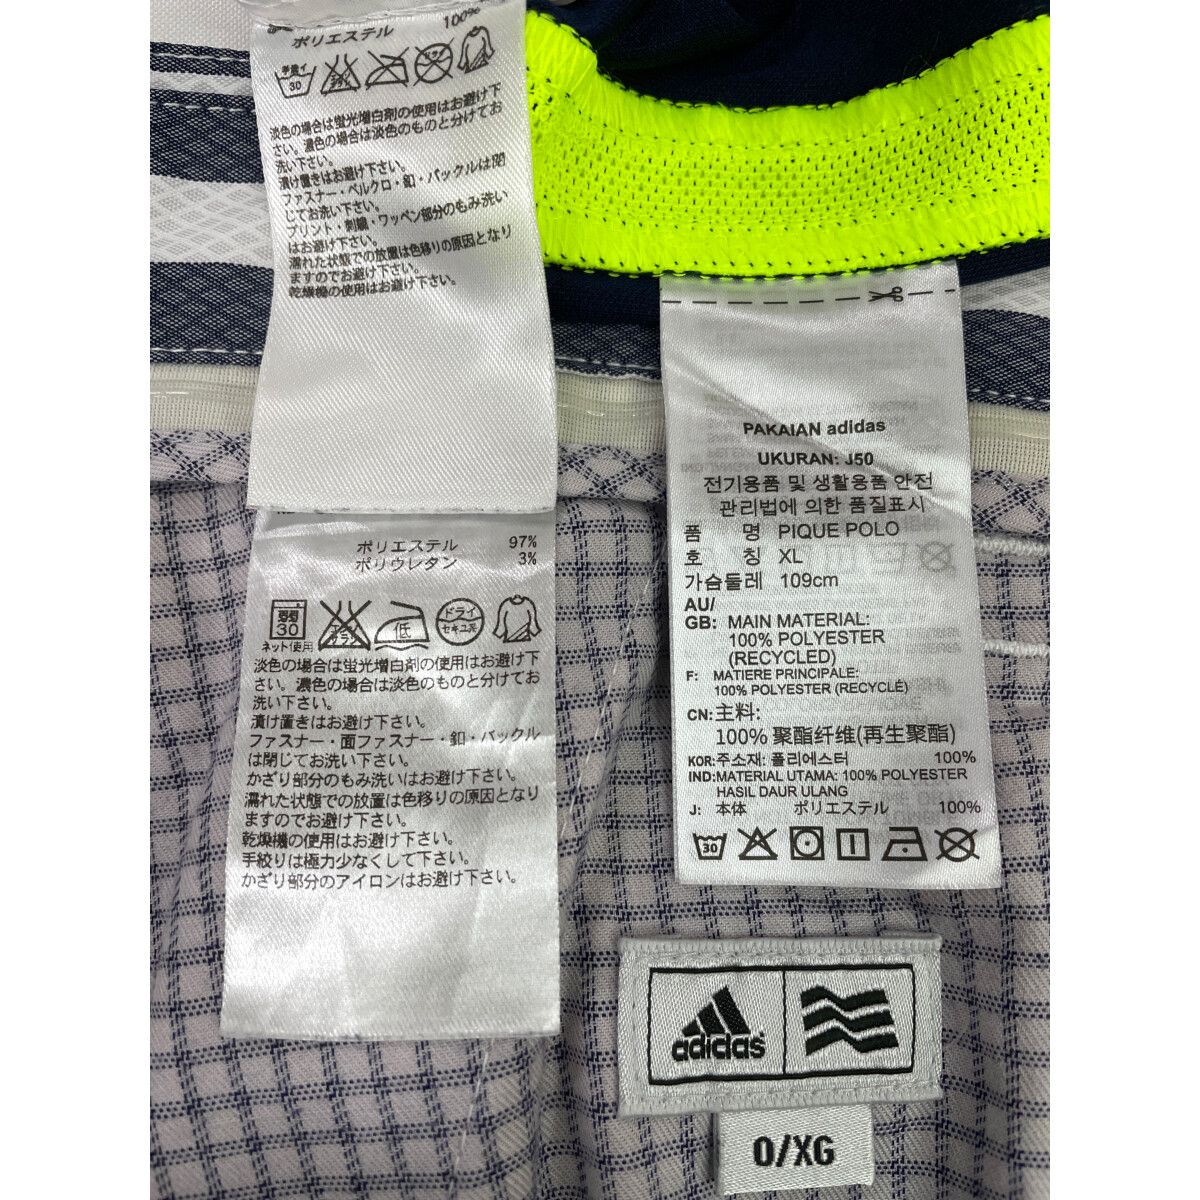 100%
ポリエステル
手洗イ
30
淡色の場合は蛍光増白剤の使用はお避け下
さい。濃色の場合は淡色のものと分けてお
洗い下さい。
漬け置きはお避け下さい。
ファスナー・ベルクロ・釦・バックルは閉
じてお洗い下さい。
プリント・刺繍・ワッペン部分のもみ洗い
はお避け下さい。
濡れた状態での放置は色移りの原因となり
ますのでお避け下さい。
乾燥機の使用はお避け下さい。
ポリエステル 97%
ポリウレタン 3%
30
ネット使用
低
ドライ
セキユ系
淡色の場合は蛍光増白剤の使用はお避け下
さい。濃色の場合は淡色のものと分けてお
洗い下さい。
漬け置きはお避け下さい。
ファスナー・面ファスナー・釦・バックル
は閉じてお洗い下さい。
かざり部分のもみ洗いはお避け下さい。
濡れた状態での放置は色移りの原因となり
ますのでお避け下さい。
乾燥機の使用はお避け下さい。
手絞りは極力少なくして下さい。
かざり部分のアイロンはお避け下さい。
PAKAIAN adidas
UKURAN: J50
전기용품 및 생활용품 안전
관리법에 의한 품질표시
품 명 PIQUE POLO
호 칭 XL
가슴둘레 109cm
AU/
GB: MAIN MATERIAL:
100% POLYESTER
(RECYCLED)
F: MATIERE PRINCIPALE:
100% POLYESTER (RECYCLÉ)
CN:主料:
100% 聚酯纤维(再生聚酯)
KOR:주소재: 폴리에스터 100%
IND:MATERIAL UTAMA: 100% POLYESTER
HASIL DAUR ULANG
J: 本体 ポリエステル 100%
30
adidas
O/XG